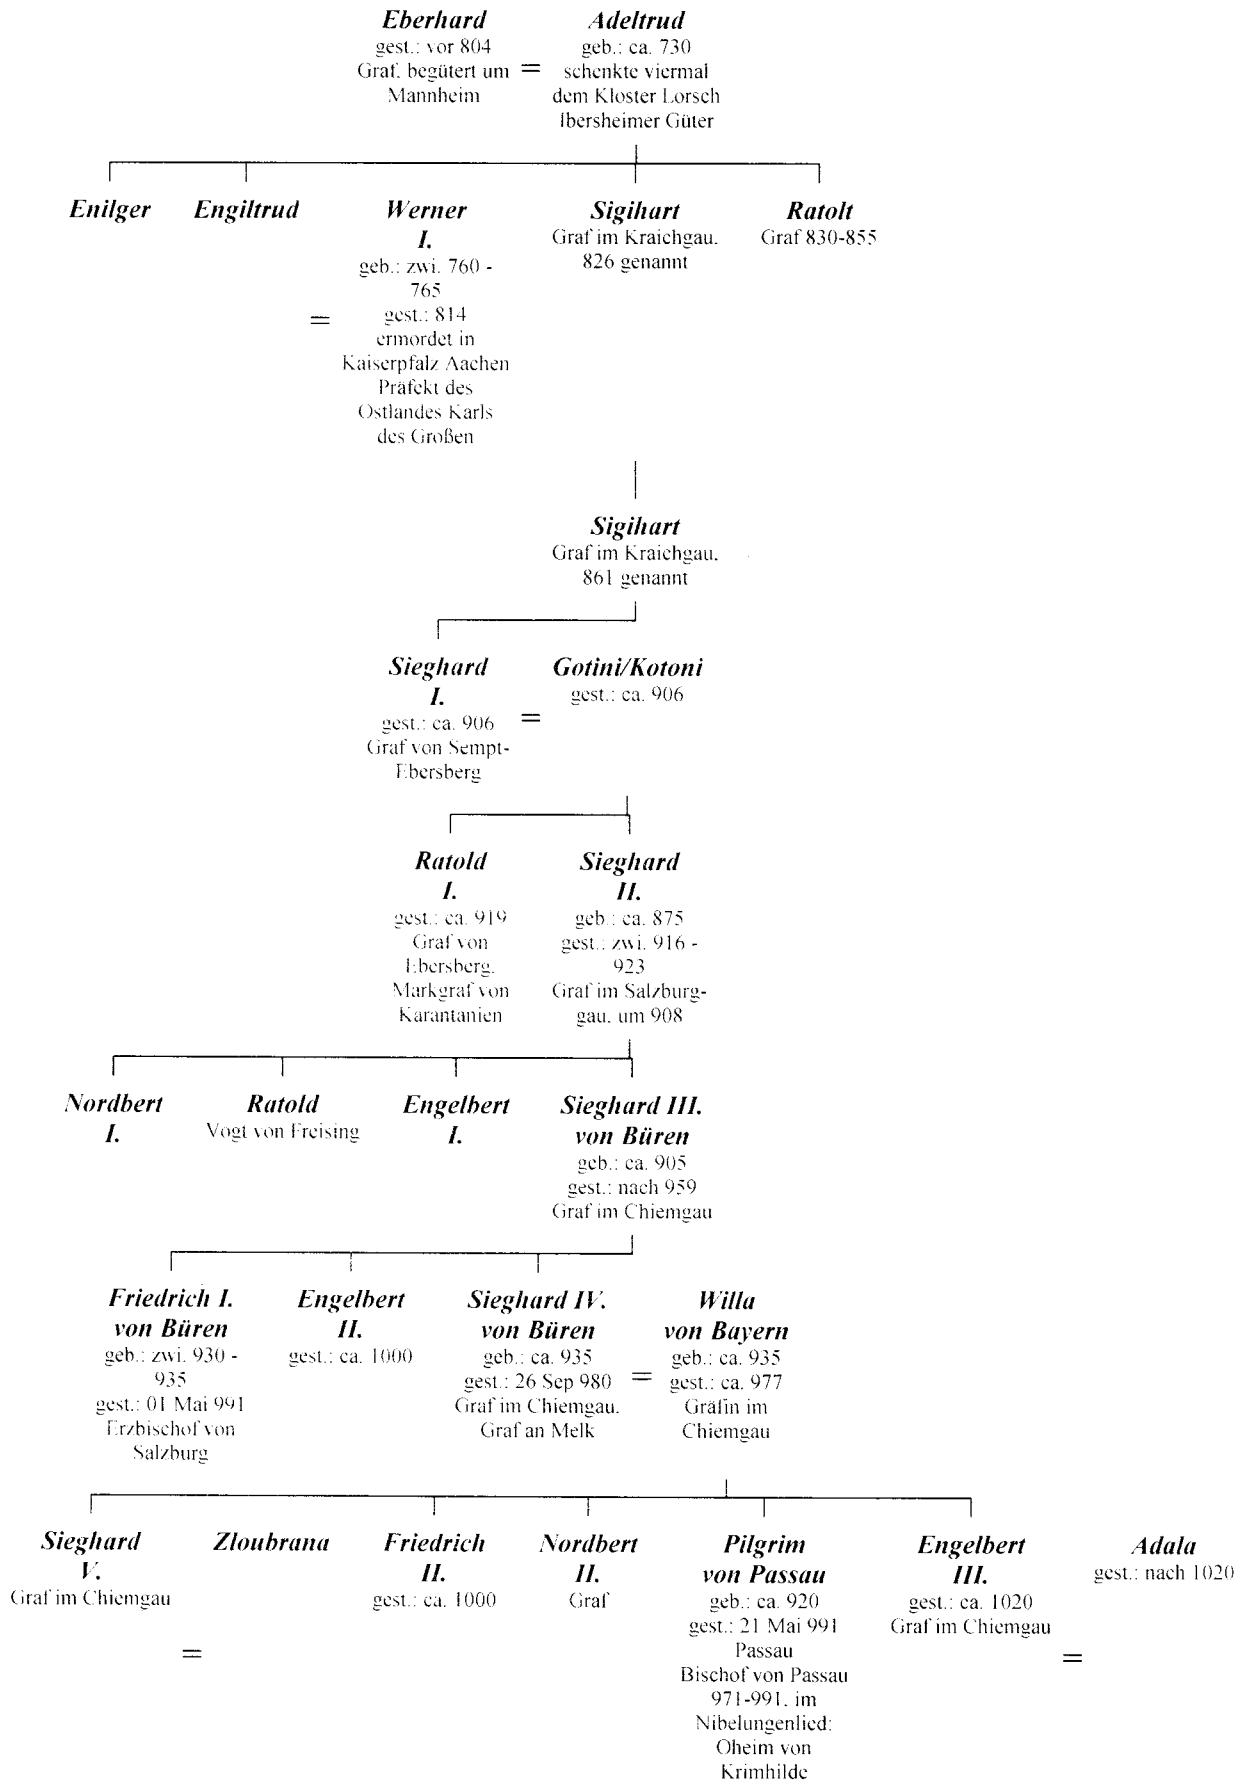 Eberhard
gest.: vor 804
Graf, begütert um
Mannheim
=
Adeltrud
geb.: ca. 730
schenkte viermal
dem Kloster Lorsch
Ibersheimer Güter
Enilger
Engiltrud
=
Werner
I.
geb.: zwi. 760 -
765
gest.: 814
ermordet in
Kaiserpfalz Aachen
Präfekt des
Ostlandes Karls
des Großen
Sigihart
Graf im Kraichgau,
826 genannt
Ratolt
Graf 830-855
Sigihart
Graf im Kraichgau,
861 genannt
Sieghard
I.
gest.: ca. 906
Graf von Sempt-
Ebersberg
=
Gotini/Kotoni
gest.: ca. 906
Ratold
I.
gest.: ca. 919
Graf von
Ebersberg,
Markgraf von
Karantanien
Sieghard
II.
geb.: ca. 875
gest.: zwi. 916 -
923
Graf im Salzburg-
gau, um 908
Nordbert
I.
Ratold
Vogt von Freising
Engelbert
I.
Sieghard III.
von Büren
geb.: ca. 905
gest.: nach 959
Graf im Chiemgau
Friedrich I.
von Büren
geb.: zwi. 930 -
935
gest.: 01 Mai 991
Erzbischof von
Salzburg
Engelbert
II.
gest.: ca. 1000
Sieghard IV.
von Büren
geb.: ca. 935
gest.: 26 Sep 980
Graf im Chiemgau,
Graf an Melk
=
Willa
von Bayern
geb.: ca. 935
gest.: ca. 977
Gräfin im
Chiemgau
Sieghard
V.
Graf im Chiemgau
=
Zloubrana
Friedrich
II.
gest.: ca. 1000
Nordbert
II.
Graf
Pilgrim
von Passau
geb.: ca. 920
gest.: 21 Mai 991
Passau
Bischof von Passau
971-991, im
Nibelungenlied:
Oheim von
Krimhilde
Engelbert
III.
gest.: ca. 1020
Graf im Chiemgau
=
Adala
gest.: nach 1020